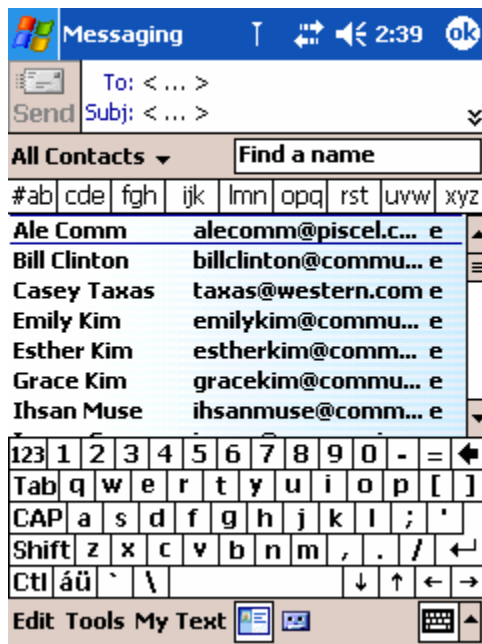 Messaging 2:39 ok
To: < ... >
Send Subj: < ... >
All Contacts Find a name
#ab cde fgh ijk lmn opq rst uvw xyz
Ale Comm alecomm@piscel.c... e
Bill Clinton billclinton@commu... e
Casey Taxas taxas@western.com e
Emily Kim emilykim@commu... e
Esther Kim estherkim@comm... e
Grace Kim gracekim@commu... e
Ihsan Muse ihsanmuse@comm... e
123 1 2 3 4 5 6 7 8 9 0 - =
Tab q w e r t y u i o p [ ]
CAP a s d f g h j k l ; '
Shift z x c v b n m , . /
Ctl áü ` \
Edit Tools My Text